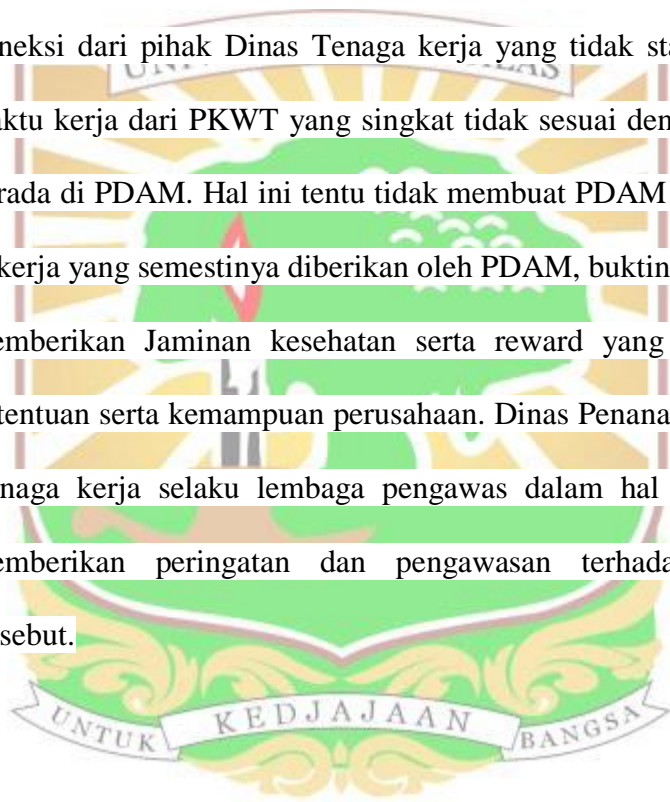 neksi dari pihak Dinas Tenaga kerja yang tidak sta
aktu kerja dari PKWT yang singkat tidak sesuai den
rada di PDAM. Hal ini tentu tidak membuat PDAM
kerja yang semestinya diberikan oleh PDAM, buktin
emberikan Jaminan kesehatan serta reward yang
tentuan serta kemampuan perusahaan. Dinas Penana
naga kerja selaku lembaga pengawas dalam hal
emberikan peringatan dan pengawasan terhada
sebut.
UNTUK KEDJAJAAN BANGSA